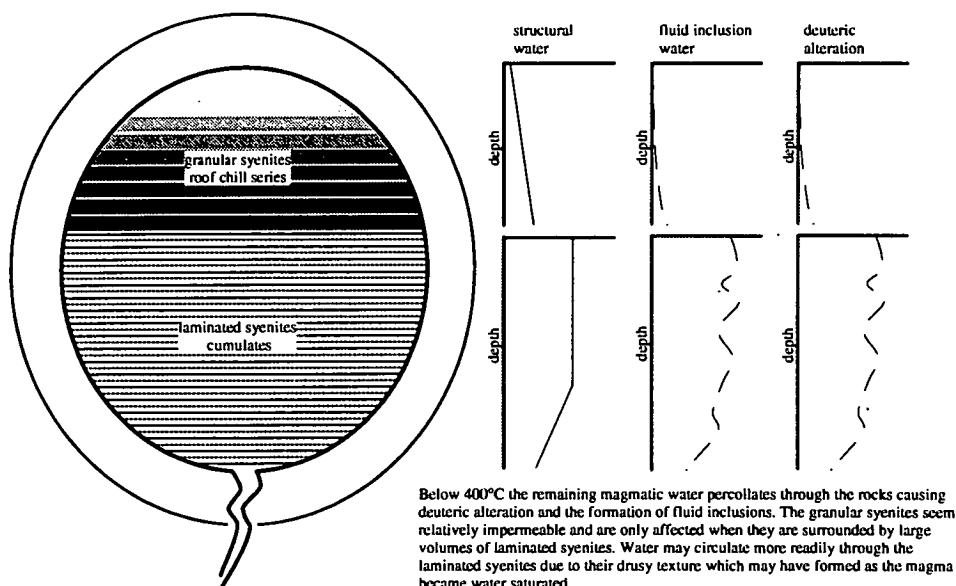 structural
water
fluid inclusion
water
deuteric
alteration
depth
depth
depth
granular syenites
roof chill series
laminated syenites
cumulates
depth
depth
depth
Below 400°C the remaining magmatic water percollates through the rocks causing
deuteric alteration and the formation of fluid inclusions. The granular syenites seem
relatively impermeable and are only affected when they are surrounded by large
volumes of laminated syenites. Water may circulate more readily through the
laminated syenites due to their drusy texture which may have formed as the magma
became water saturated